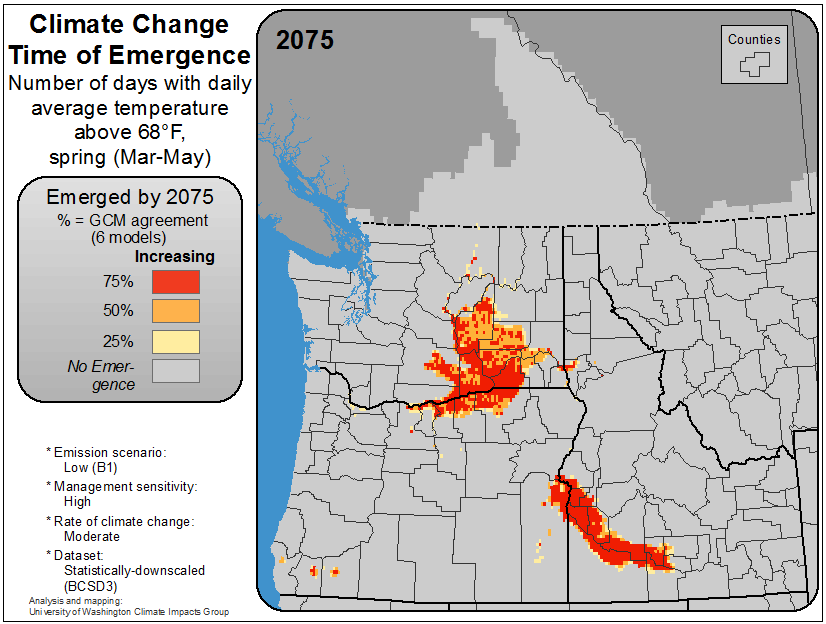 Climate Change
Time of Emergence
Number of days with daily
average temperature
above 68°F,
spring (Mar-May)
Emerged by 2075
% = GCM agreement
(6 models)
Increasing
75%
50%
25%
No Emer-
gence
* Emission scenario:
Low (B1)
* Management sensitivity:
High
* Rate of climate change:
Moderate
* Dataset:
Statistically-downscaled
(BCSD3)
Analysis and mapping:
University of Washington Climate Impacts Group
2075
Counties